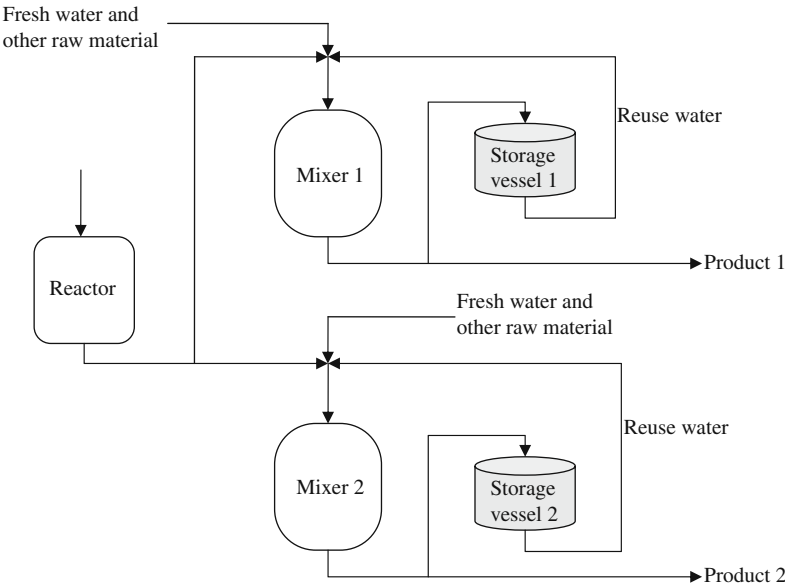 Fresh water and
other raw material
Reuse water
Storage
vessel 1
Mixer 1
Product 1
Reactor
Fresh water and
other raw material
Reuse water
Storage
vessel 2
Mixer 2
Product 2